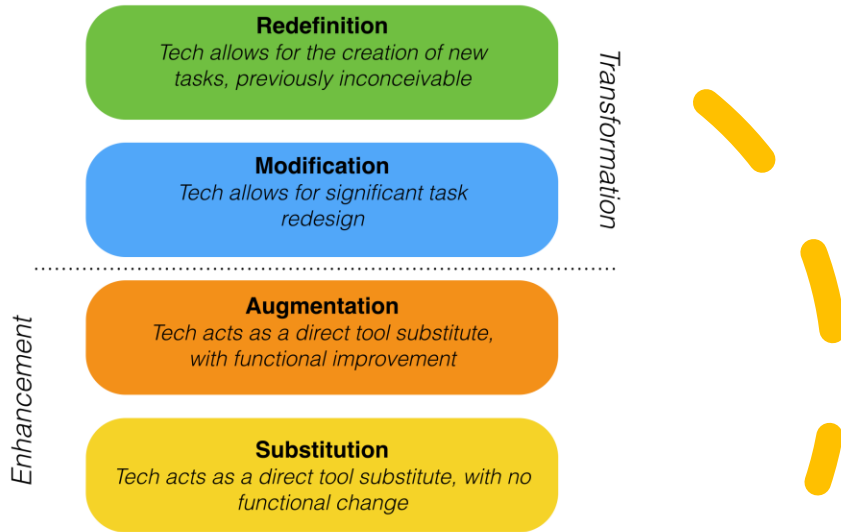 Redefinition
Tech allows for the creation of new
tasks, previously inconceivable
Transformation
Modification
Tech allows for significant task
redesign
Enhancement
Augmentation
Tech acts as a direct tool substitute,
with functional improvement
Substitution
Tech acts as a direct tool substitute, with no
functional change